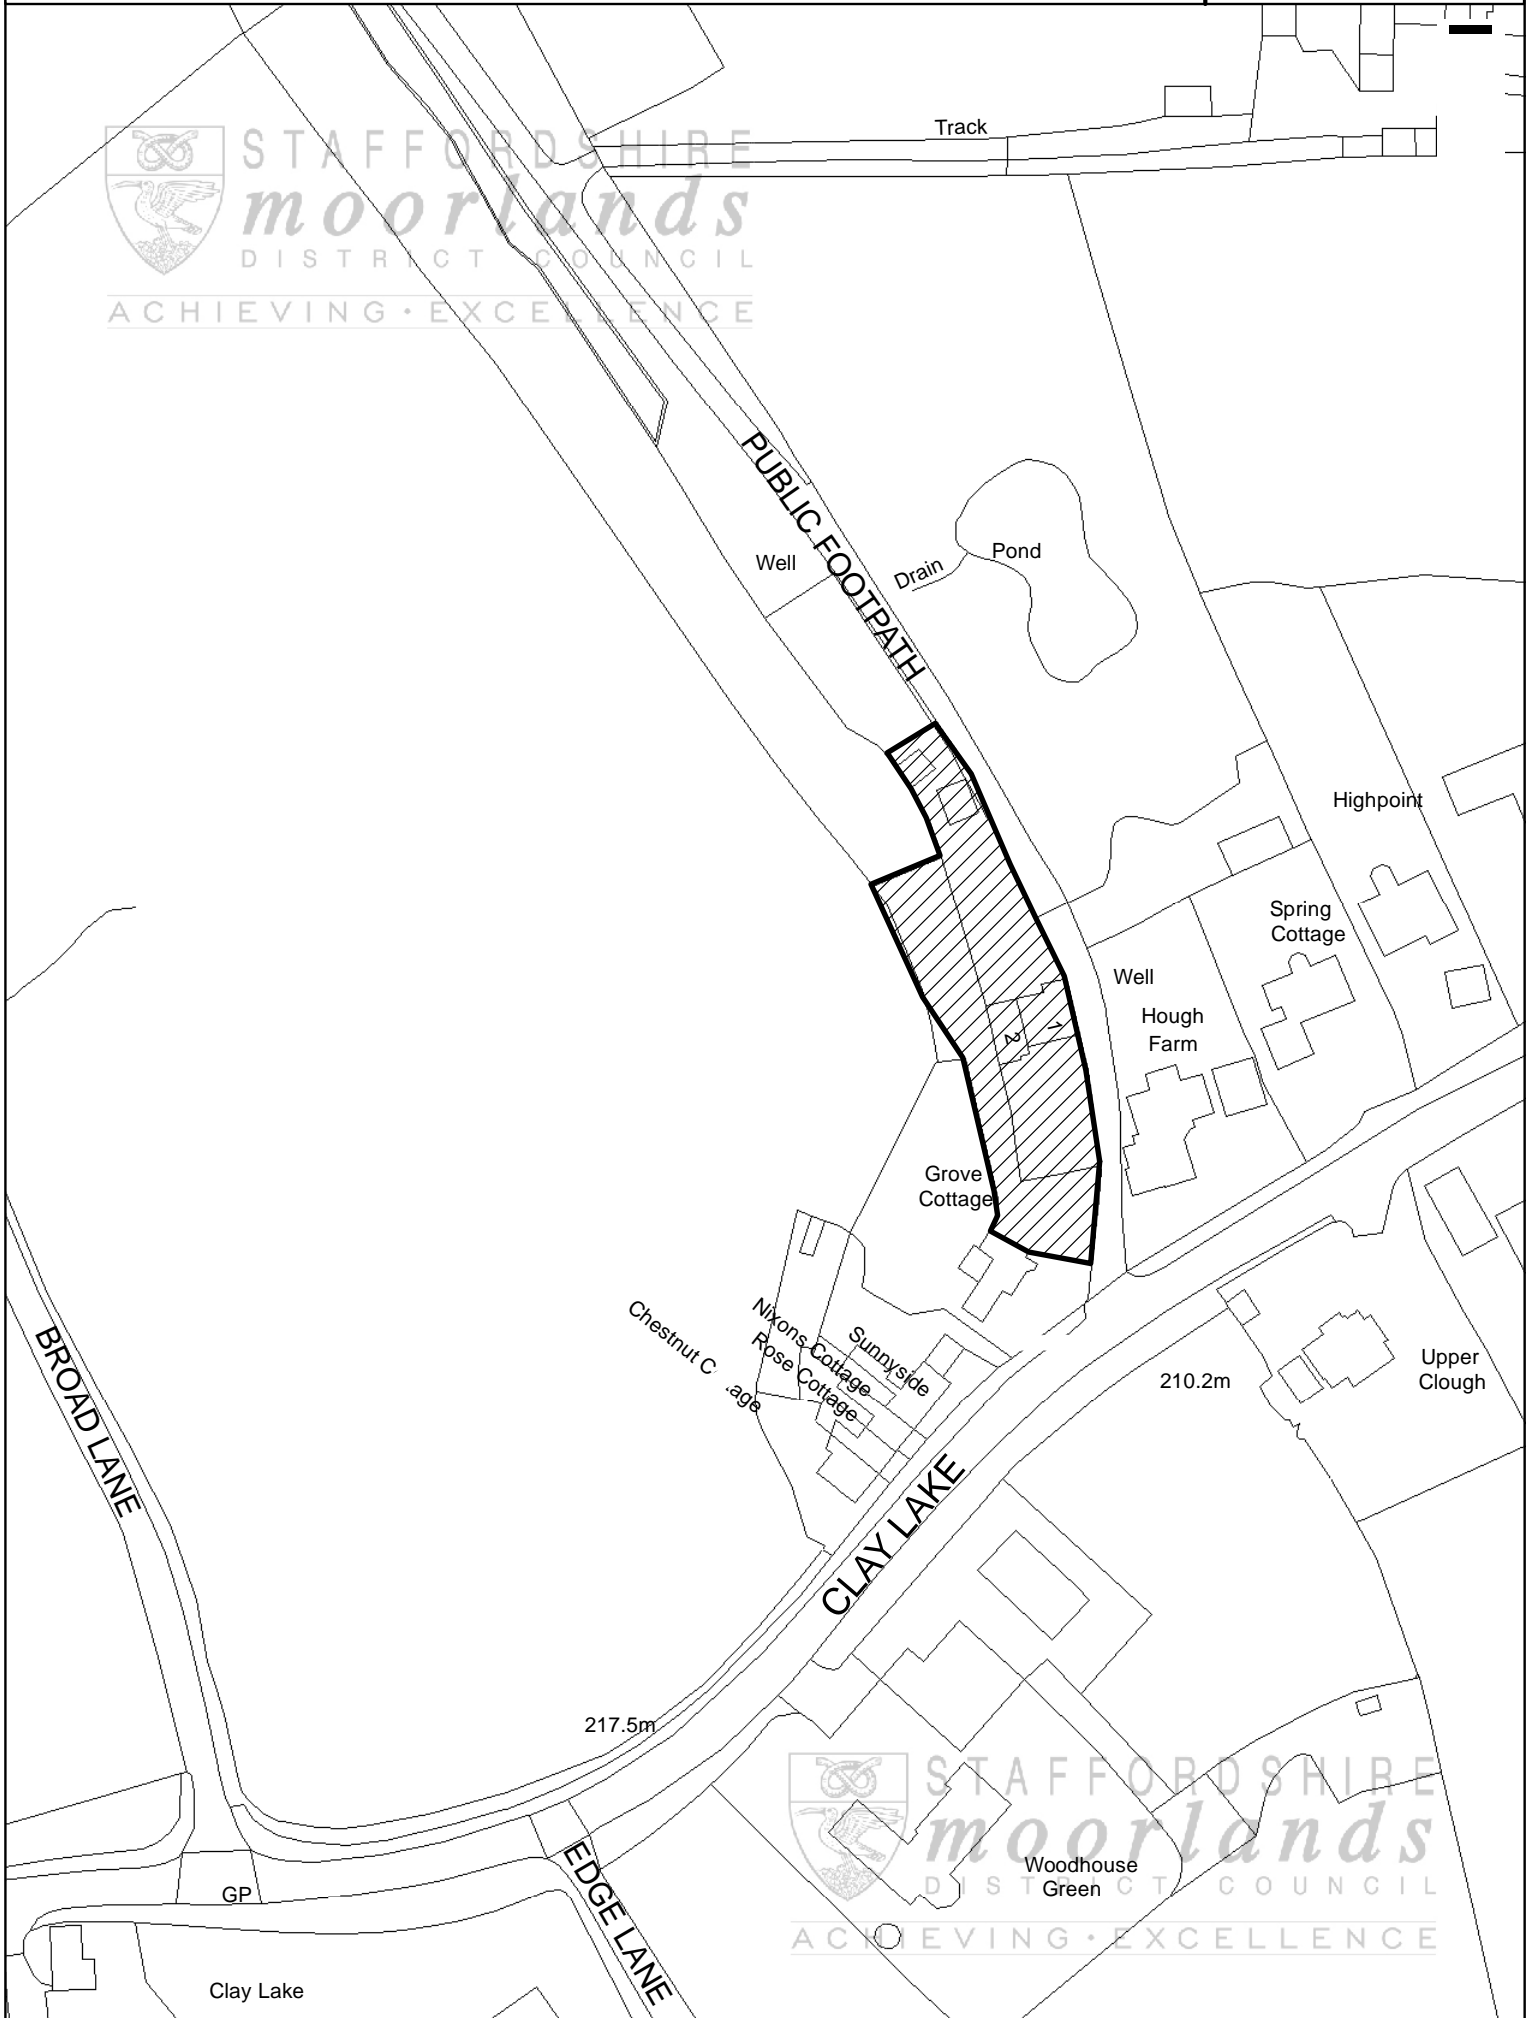 Track
STAFFORDSHIRE
moorlands
DISTRICT COUNCIL
ACHIEVING·EXCELLENCE
PUBLIC FOOTPATH
Well
Drain
Pond
Highpoint
Spring
Cottage
Well
Hough
Farm
1
2
Grove
Cottage
Chestnut C
age
Nixons Cottage
Rose Cottage
Sunnyside
210.2m
Upper
Clough
BROAD LANE
CLAY LAKE
217.5m
STAFFORDSHIRE
moorlands
DISTRICT COUNCIL
ACHIEVING·EXCELLENCE
Woodhouse
Green
EDGE LANE
GP
Clay Lake